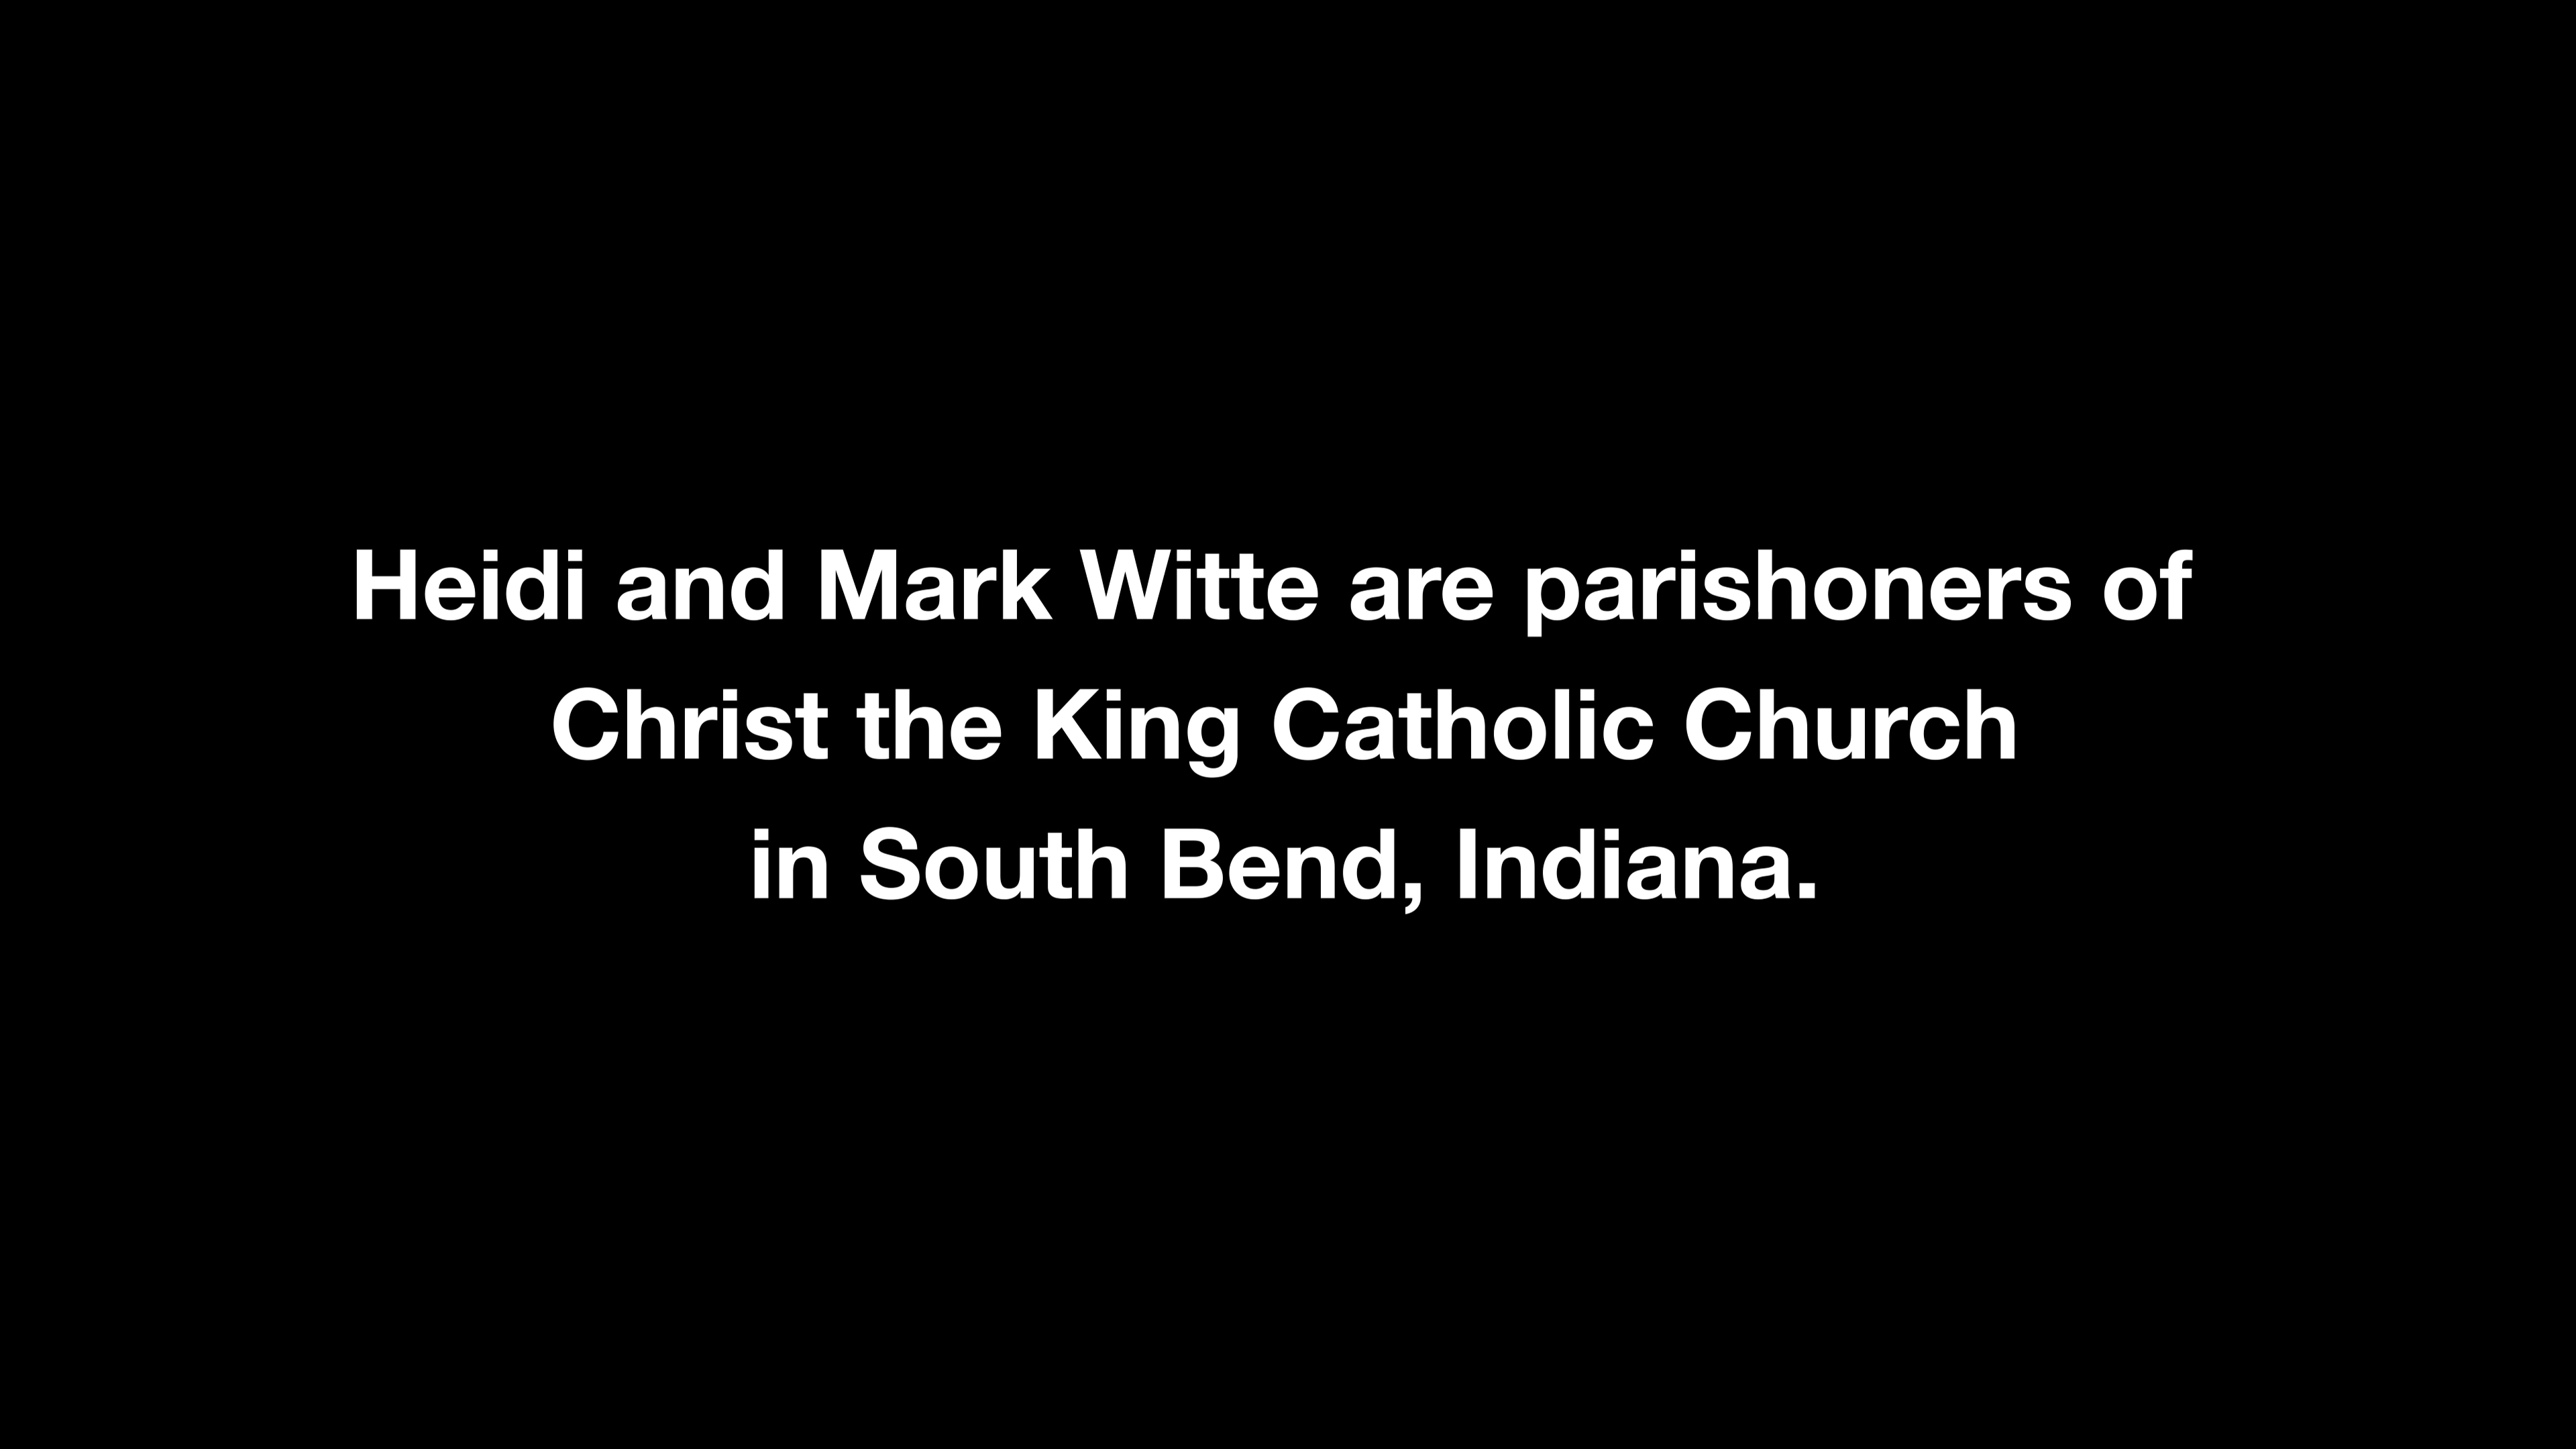 Heidi and Mark Witte are parishoners of
Christ the King Catholic Church
in South Bend, Indiana.